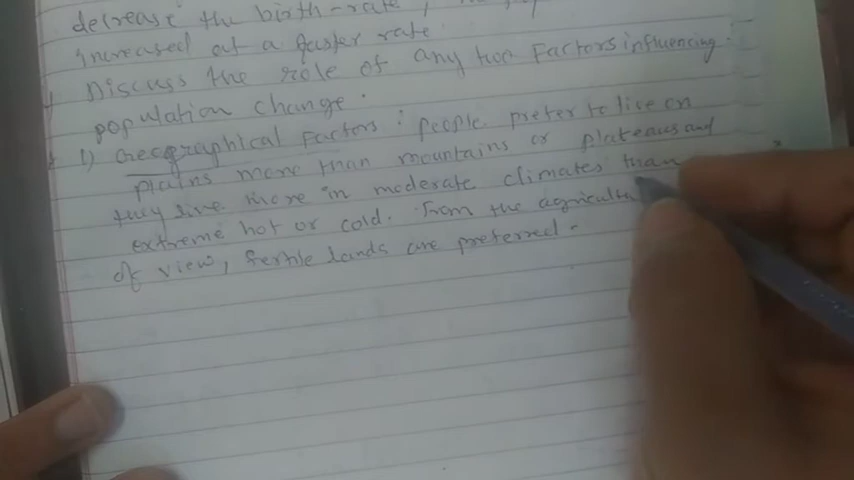 decrease the birth-rate,
increased at a faster rate
Discuss the role of any two Factors influencing
population change.
1) Geographical Factors : people prefer to live on
plains more than mountains or plateaus and
they live more in moderate climates than
extreme hot or cold. From the agricultu
of view, fertile lands are preferred.